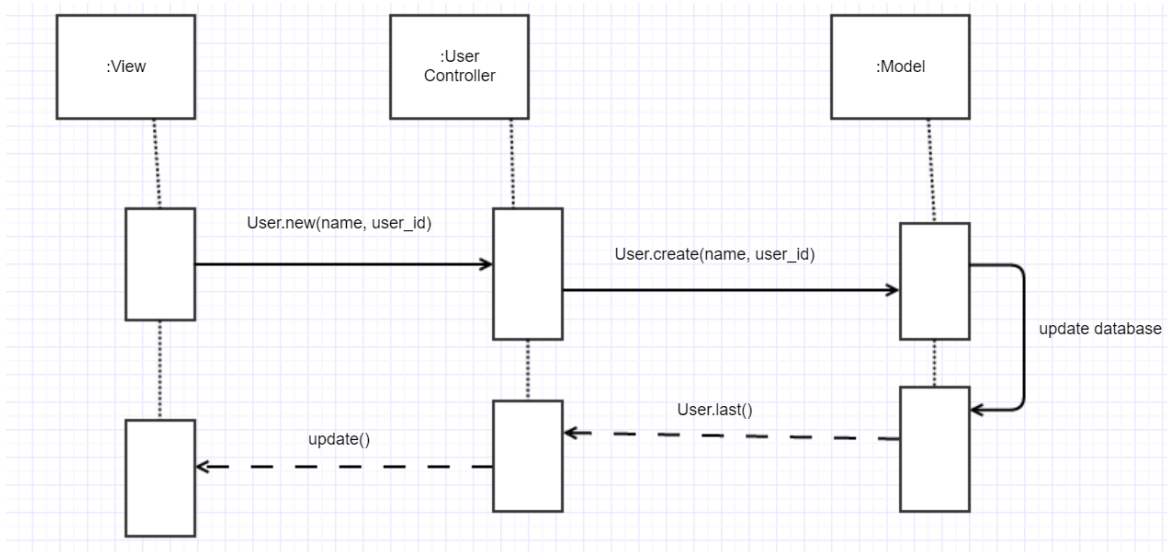 :View
:User
Controller
:Model
User.new(name, user_id)
User.create(name, user_id)
update database
User.last()
update()